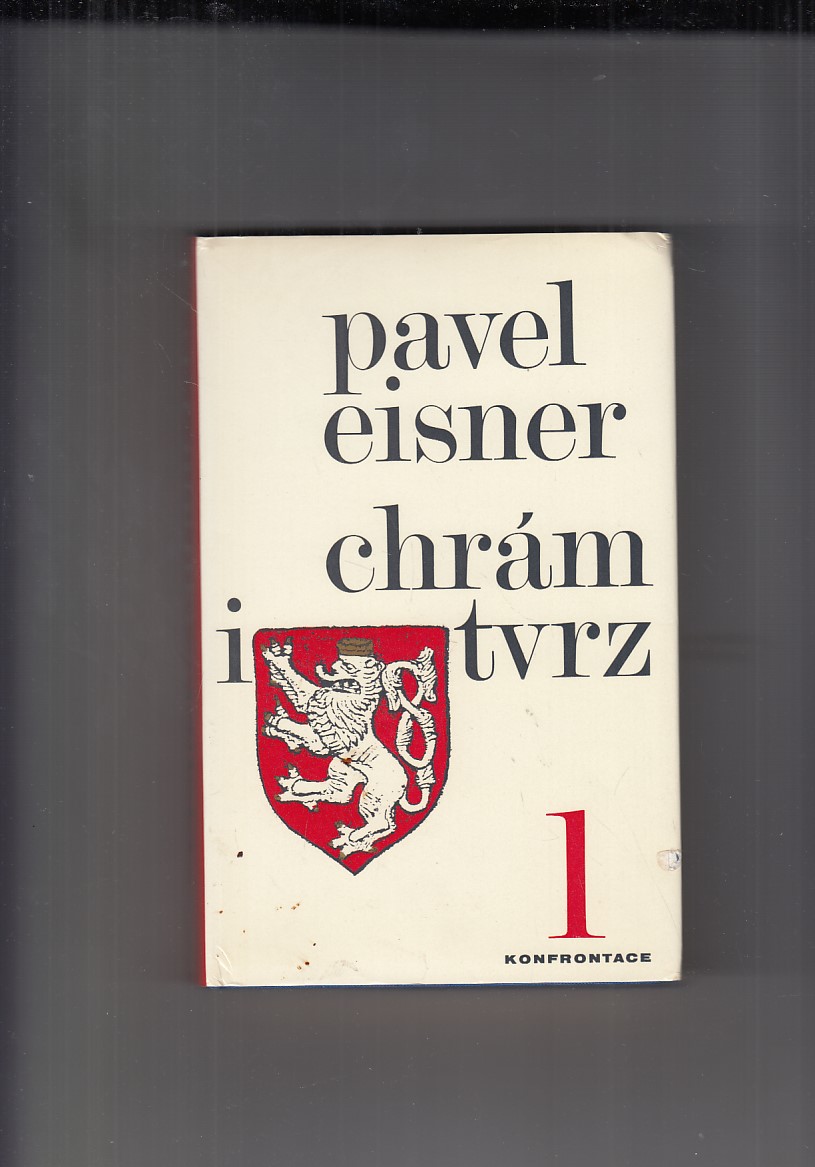 pavel
eisner
chrám
i tvrz
1
KONFRONTACE